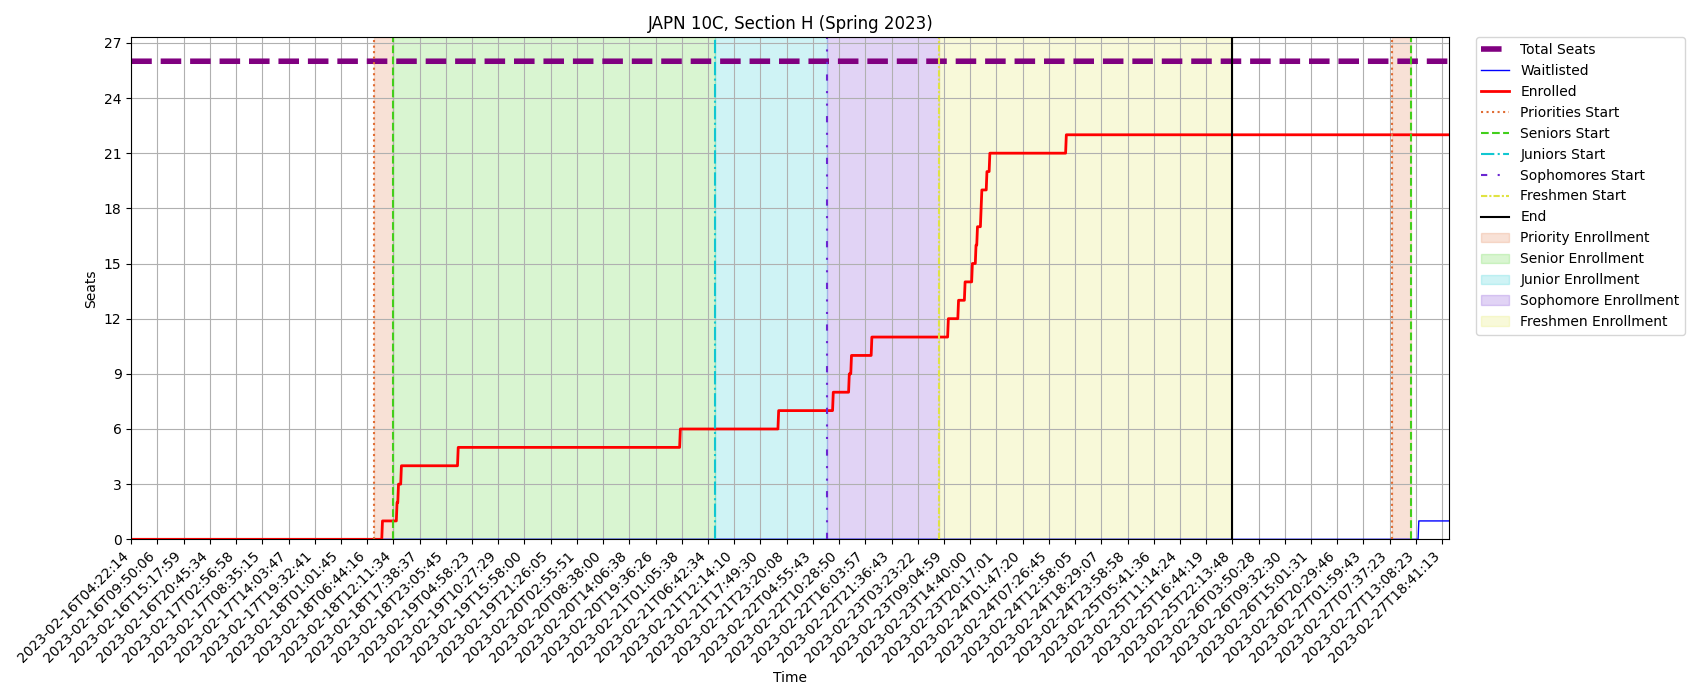 JAPN 10C, Section H (Spring 2023)
27
24
21
18
15
12
9
6
3
0
Seats
2023-02-16T04:22:14
2023-02-16T09:50:06
2023-02-16T15:17:59
2023-02-16T20:45:34
2023-02-17T02:56:58
2023-02-17T08:35:15
2023-02-17T14:03:47
2023-02-17T19:32:41
2023-02-18T01:01:45
2023-02-18T06:44:16
2023-02-18T12:11:34
2023-02-18T17:38:37
2023-02-18T23:05:45
2023-02-19T04:58:23
2023-02-19T10:27:29
2023-02-19T15:58:00
2023-02-19T21:26:05
2023-02-20T02:55:51
2023-02-20T08:38:00
2023-02-20T14:06:38
2023-02-20T19:36:26
2023-02-21T01:05:38
2023-02-21T06:42:34
2023-02-21T12:14:10
2023-02-21T17:49:30
2023-02-21T23:20:08
2023-02-22T04:55:43
2023-02-22T10:28:50
2023-02-22T16:03:57
2023-02-22T21:36:43
2023-02-23T03:23:22
2023-02-23T09:04:59
2023-02-23T14:40:00
2023-02-23T20:17:01
2023-02-24T01:47:20
2023-02-24T07:26:45
2023-02-24T12:58:05
2023-02-24T18:29:07
2023-02-24T23:58:58
2023-02-25T05:41:36
2023-02-25T11:14:24
2023-02-25T16:44:19
2023-02-25T22:13:48
2023-02-26T03:50:28
2023-02-26T09:32:30
2023-02-26T15:01:31
2023-02-26T20:29:46
2023-02-27T01:59:43
2023-02-27T07:37:23
2023-02-27T13:08:23
2023-02-27T18:41:13
Time
Total Seats
Waitlisted
Enrolled
Priorities Start
Seniors Start
Juniors Start
Sophomores Start
Freshmen Start
End
Priority Enrollment
Senior Enrollment
Junior Enrollment
Sophomore Enrollment
Freshmen Enrollment